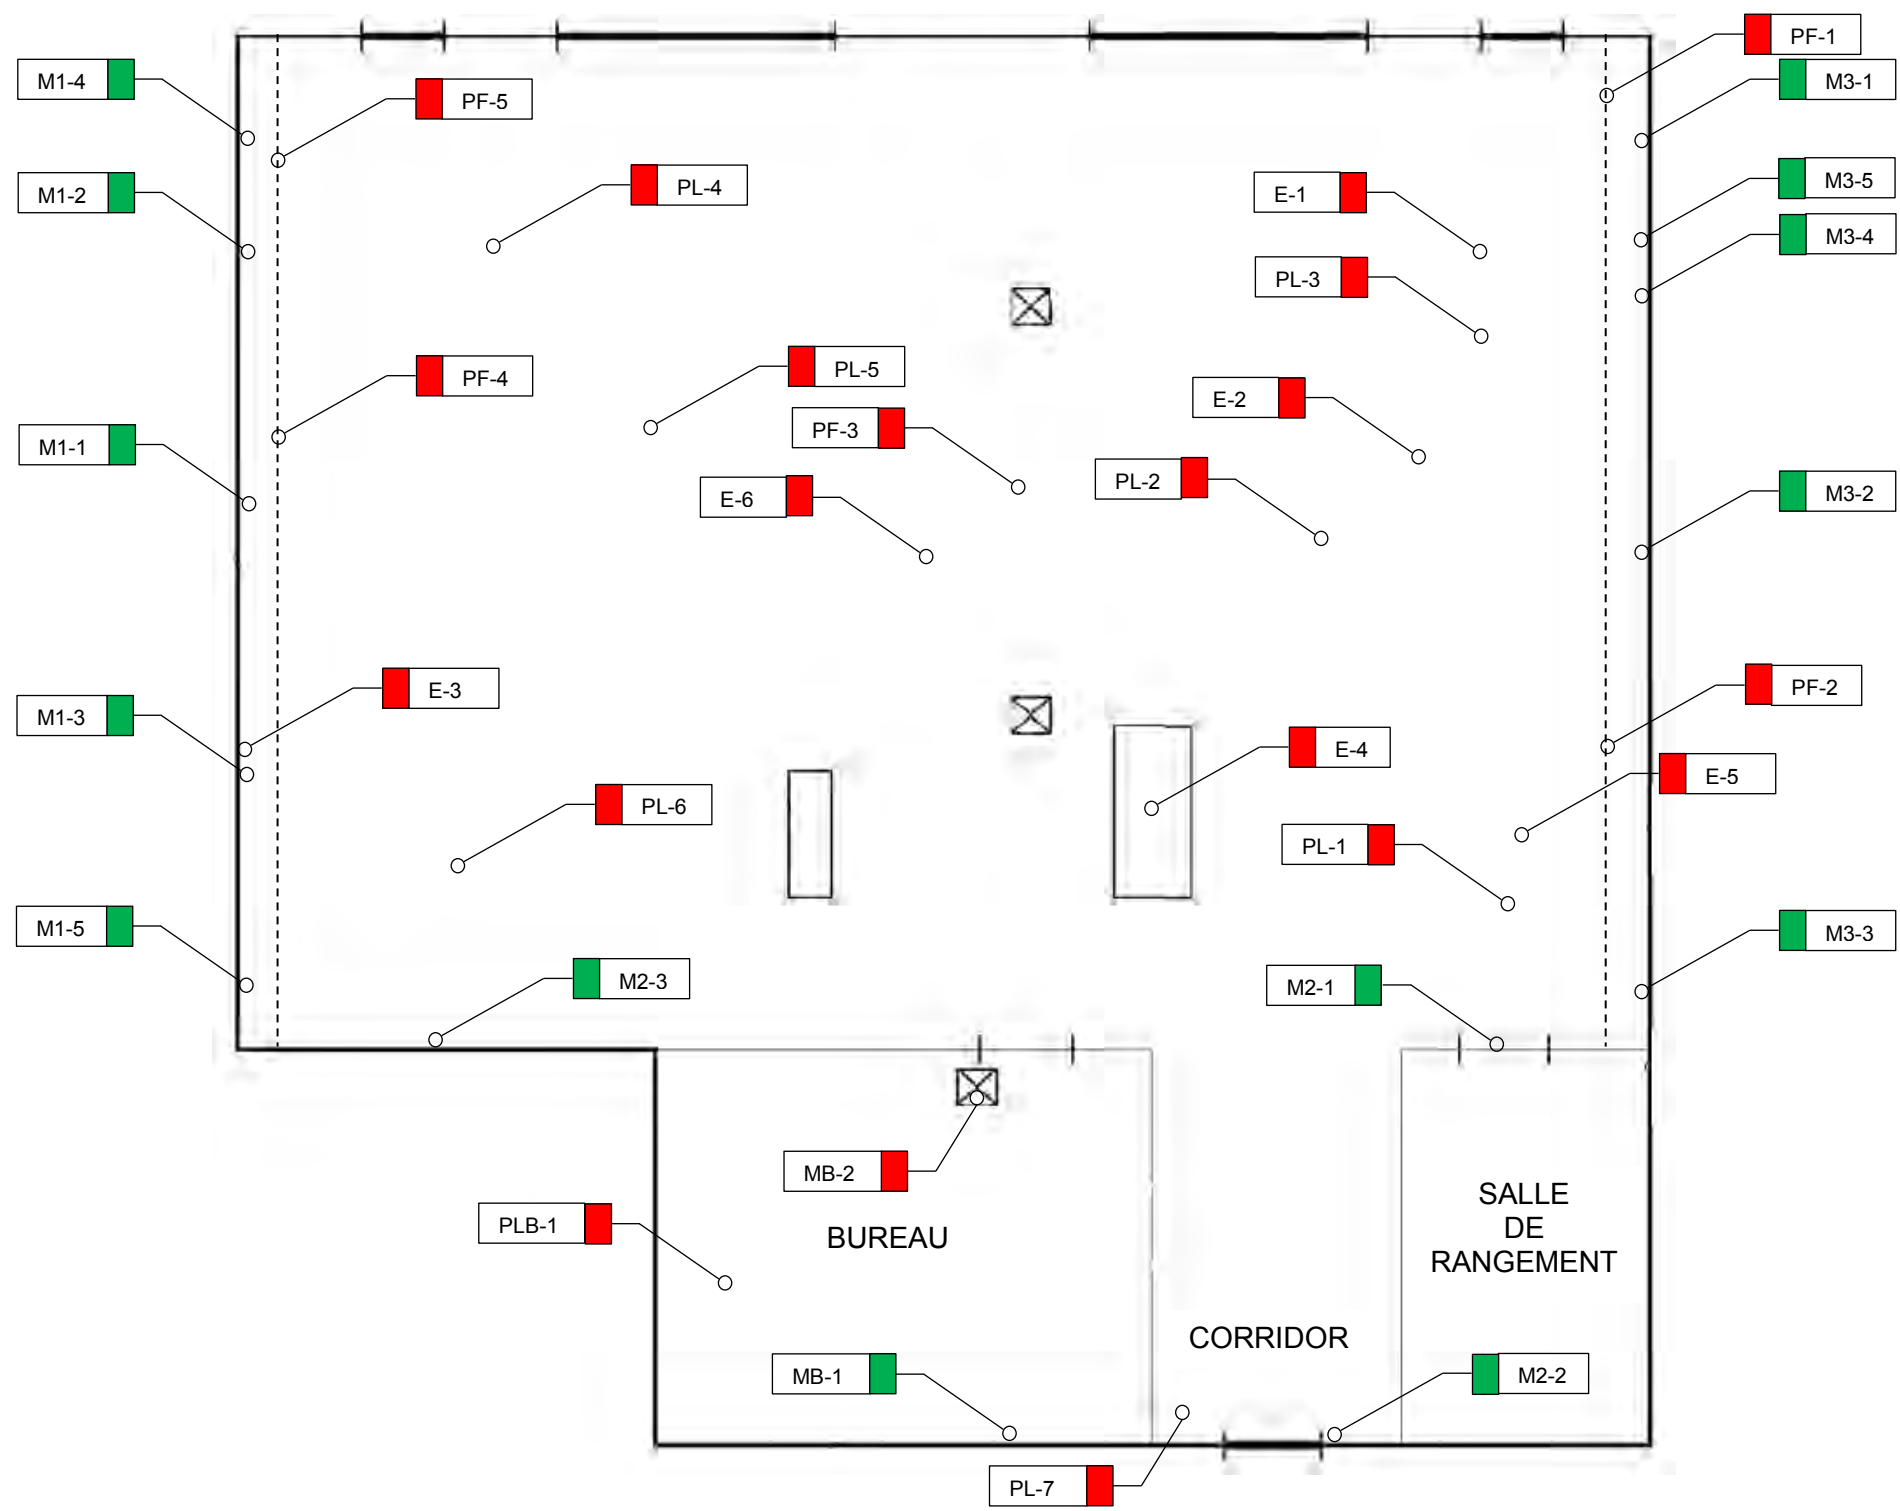 PF-1
M1-4
M3-1
PF-5
M1-2
PL-4
E-1
M3-5
M3-4
PL-3
PF-4
PL-5
PF-3
E-2
M1-1
E-6
PL-2
M3-2
E-3
M1-3
PF-2
E-4
E-5
PL-6
PL-1
M1-5
M3-3
M2-3
M2-1
MB-2
PLB-1
BUREAU
SALLE
DE
RANGEMENT
CORRIDOR
MB-1
M2-2
PL-7